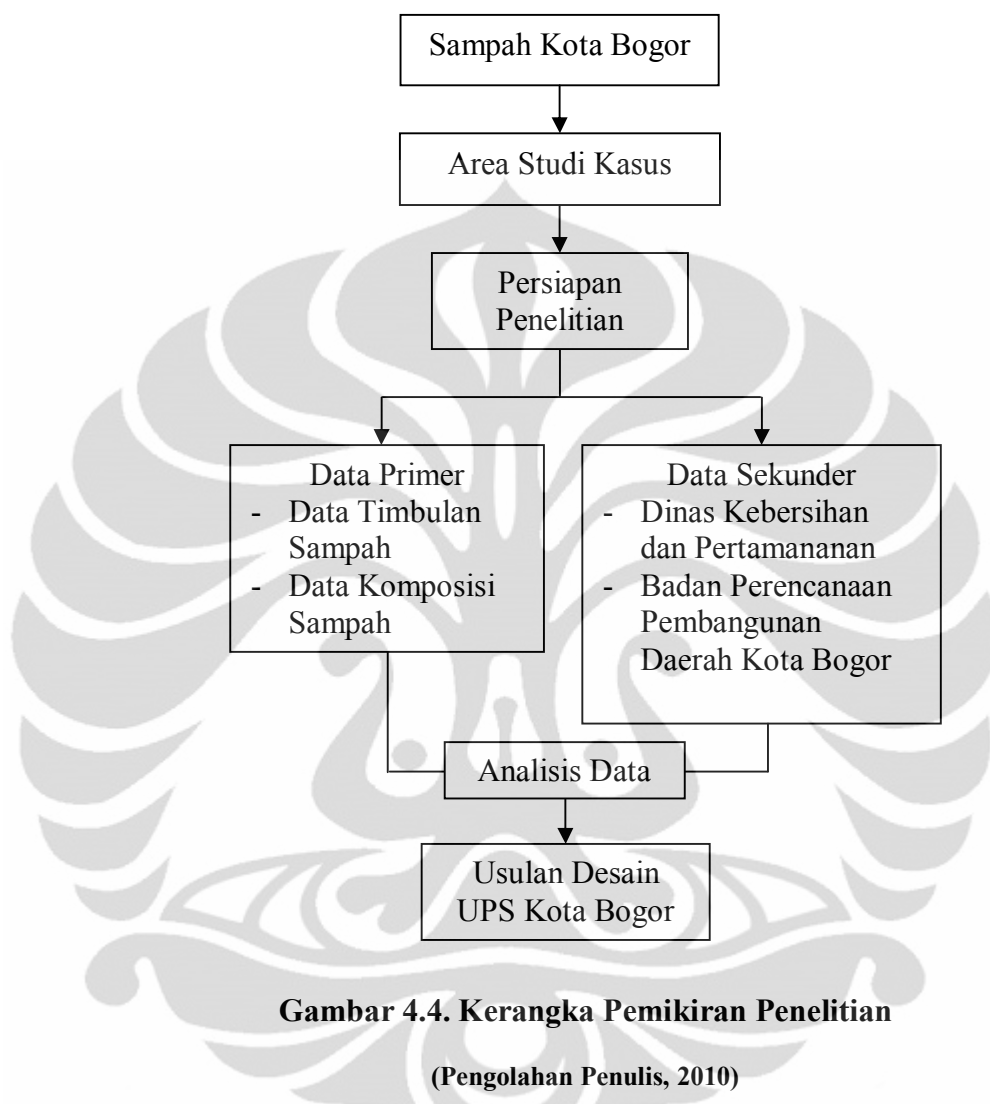 Sampah Kota Bogor
Area Studi Kasus
Persiapan
Penelitian
Data Primer
- Data Timbulan
Sampah
- Data Komposisi
Sampah
Data Sekunder
- Dinas Kebersihan
dan Pertamananan
- Badan Perencanaan
Pembangunan
Daerah Kota Bogor
Analisis Data
Usulan Desain
UPS Kota Bogor
Gambar 4.4. Kerangka Pemikiran Penelitian
(Pengolahan Penulis, 2010)